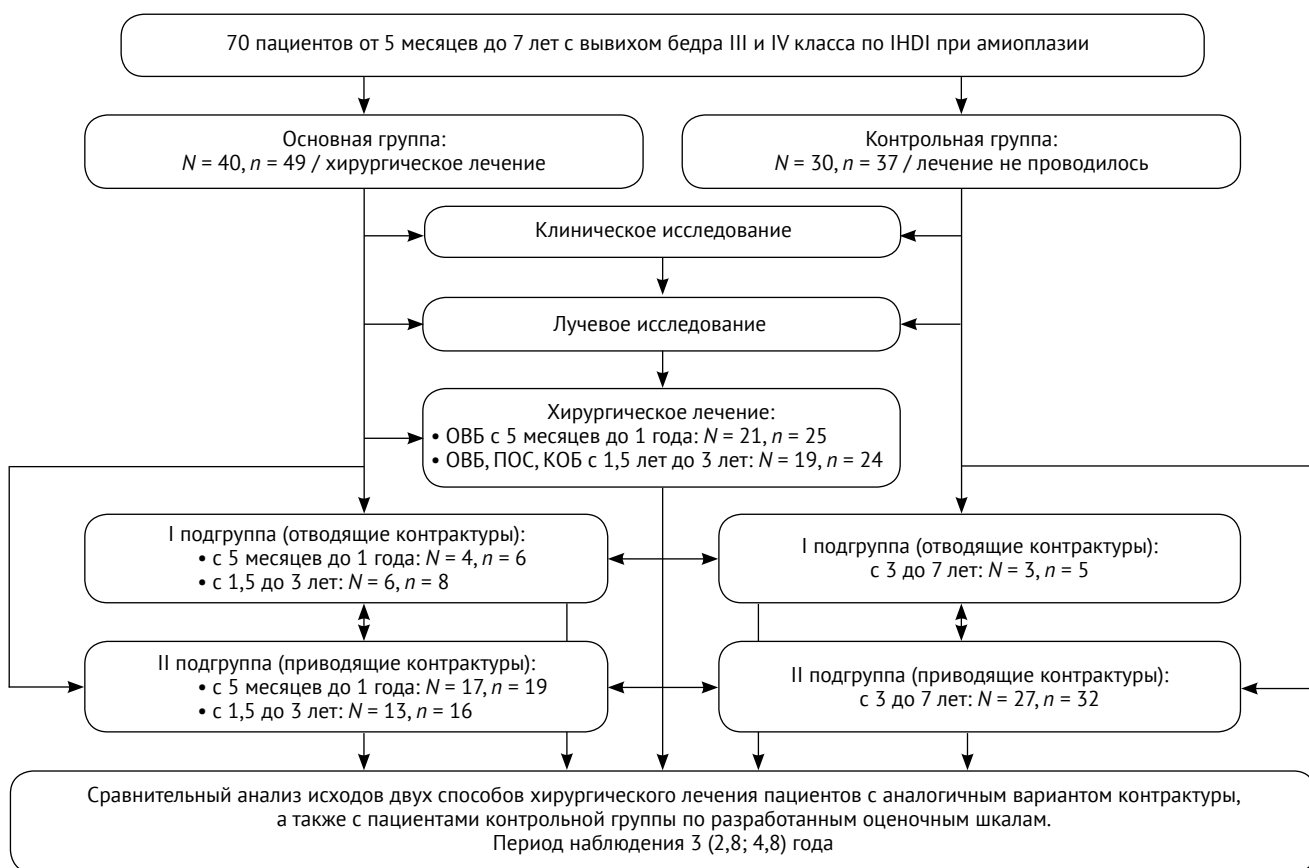 70 пациентов от 5 месяцев до 7 лет с вывихом бедра III и IV класса по IHDI при амиоплазии
Основная группа:
N = 40, n = 49 / хирургическое лечение
Контрольная группа:
N = 30, n = 37 / лечение не проводилось
Клиническое исследование
Лучевое исследование
Хирургическое лечение:
• ОВБ с 5 месяцев до 1 года: N = 21, n = 25
• ОВБ, ПОС, КОБ с 1,5 лет до 3 лет: N = 19, n = 24
I подгруппа (отводящие контрактуры):
• с 5 месяцев до 1 года: N = 4, n = 6
• с 1,5 до 3 лет: N = 6, n = 8
I подгруппа (отводящие контрактуры):
с 3 до 7 лет: N = 3, n = 5
II подгруппа (приводящие контрактуры):
• с 5 месяцев до 1 года: N = 17, n = 19
• с 1,5 до 3 лет: N = 13, n = 16
II подгруппа (приводящие контрактуры):
с 3 до 7 лет: N = 27, n = 32
Сравнительный анализ исходов двух способов хирургического лечения пациентов с аналогичным вариантом контрактуры,
а также с пациентами контрольной группы по разработанным оценочным шкалам.
Период наблюдения 3 (2,8; 4,8) года